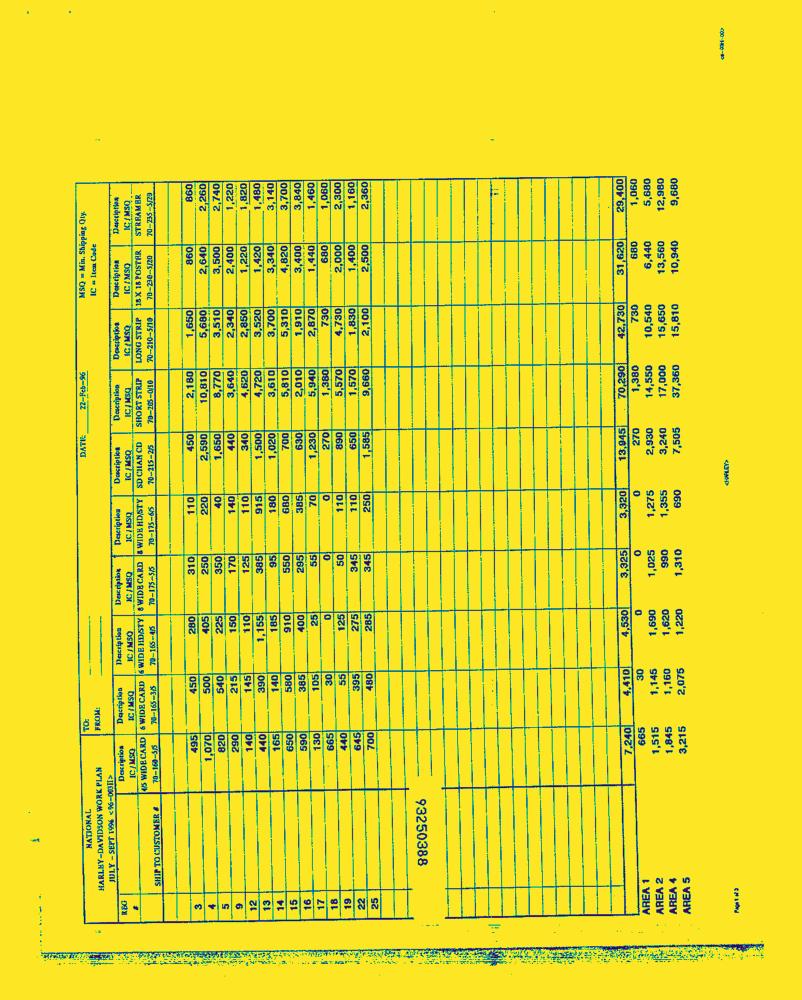 NATIONAL TO: DATE: 22-Feb-96 MSQ = Min. Shipping Qty.
HARLEY-DAVIDSON WORK PLAN FROM: IC = Item Code
JULY - SEPT 1996
REG Description Description Description Description Description Description Description Description Description Description
# IC / MSQ IC / MSQ IC / MSQ IC / MSQ IC / MSQ IC / MSQ IC / MSQ IC / MSQ IC / MSQ IC / MSQ
4/5 WIDE CARD 6 WIDE CARD 6 WIDE HD/STY 8 WIDE CARD 8 WIDE HD/STY SD CHAN CD SHORT STRIP LONG STRIP 18 X 18 POSTER STREAMER
SHIP TO CUSTOMER # 70-160-5/5 70-165-3/5 70-165-4/5 70-175-5/5 70-175-6/5 70-215-2/5 70-205-0/10 70-210-5/10 70-230-5/20 70-235-5/20
3 495 450 280 310 110 450 2,180 1,650 860 860
4 1,070 500 405 250 220 2,590 10,810 5,680 2,640 2,260
5 820 540 225 350 40 1,650 8,770 3,510 3,500 2,740
9 290 215 150 170 140 440 3,640 2,340 2,400 1,220
12 140 145 110 125 110 340 4,620 2,850 1,220 1,820
13 440 390 1,155 385 915 1,500 4,720 3,520 1,420 1,480
14 165 140 185 95 180 1,020 3,610 3,700 3,340 3,140
15 650 580 910 550 680 700 5,810 5,310 4,820 3,700
16 590 385 400 295 385 630 2,010 1,910 3,400 3,840
17 130 105 25 55 70 1,230 5,940 2,870 1,440 1,460
18 665 30 0 0 0 270 1,380 730 680 1,060
19 440 55 125 50 110 890 5,570 4,730 2,000 2,300
22 645 395 275 345 110 650 1,570 1,830 1,400 1,160
25 700 480 285 345 250 1,585 9,660 2,100 2,500 2,360
93250388
7,240 4,410 4,530 3,325 3,320 13,945 70,290 42,730 31,620 29,400
AREA 1 665 30 0 0 0 270 1,380 730 680 1,060
AREA 2 1,515 1,145 1,690 1,025 1,275 2,930 14,550 10,540 6,440 5,680
AREA 4 1,845 1,160 1,620 990 1,355 3,240 17,000 15,650 13,560 12,980
AREA 5 3,215 2,075 1,220 1,310 690 7,505 37,360 15,810 10,940 9,680
<HARLEY>
Page 1 of 2